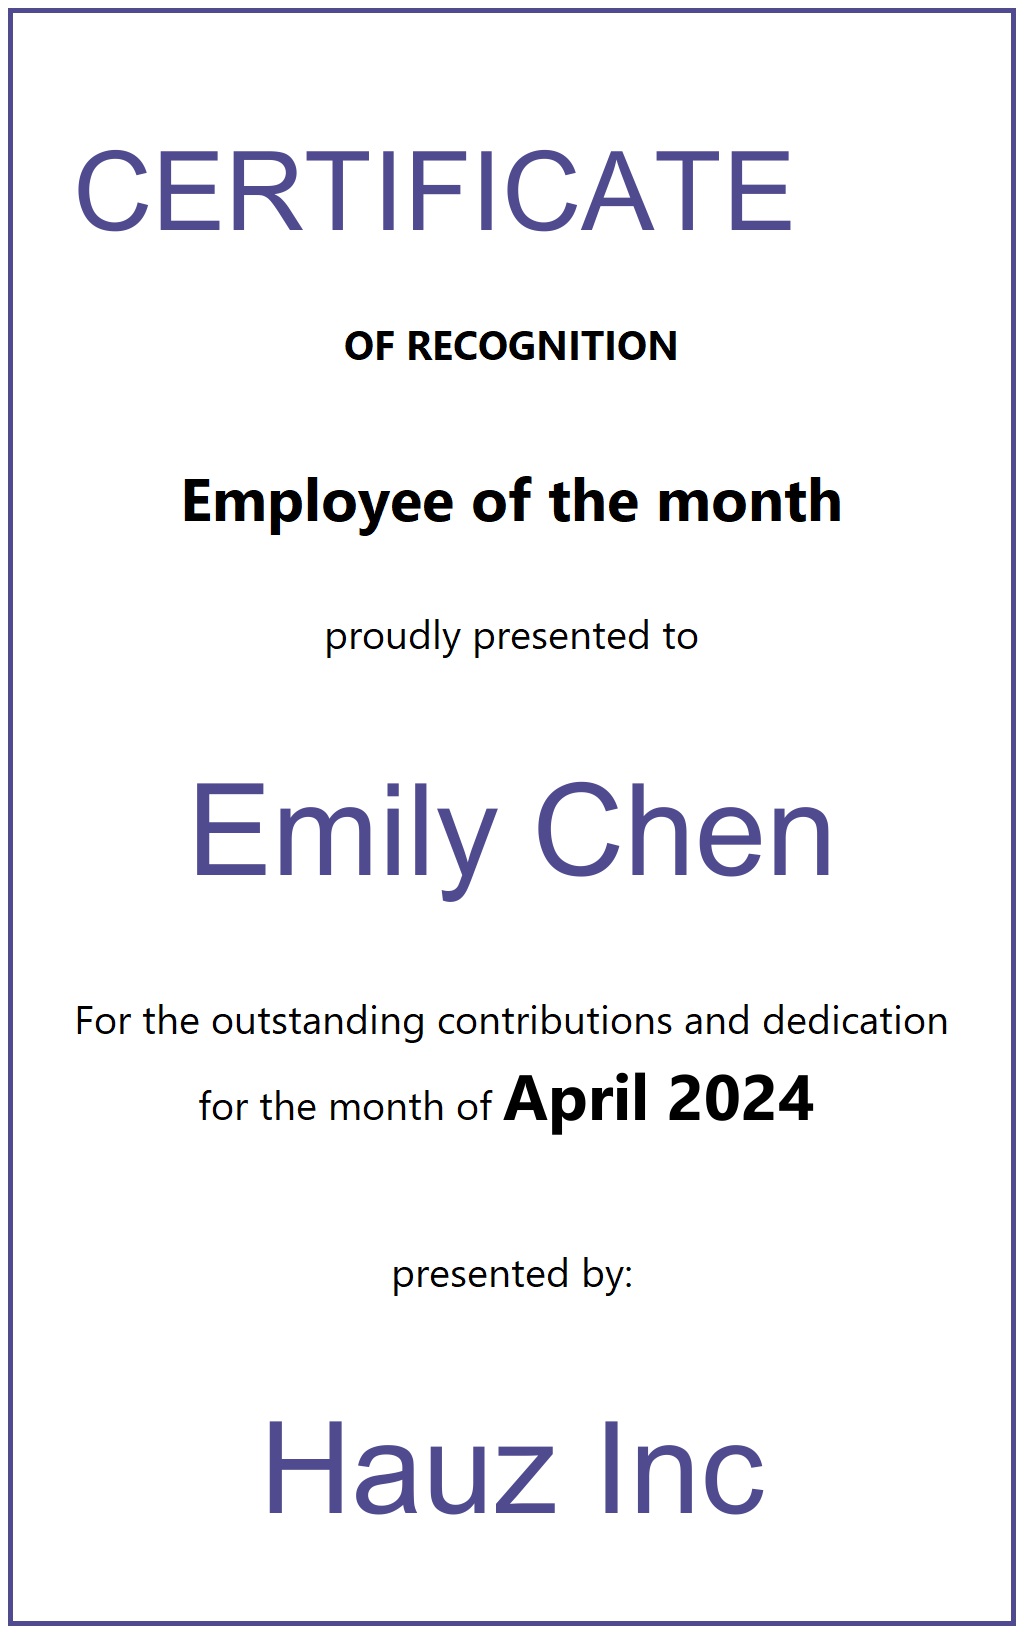 CERTIFICATE
OF RECOGNITION
Employee of the month
proudly presented to
Emily Chen
For the outstanding contributions and dedication
for the month of April 2024
presented by:
Hauz Inc